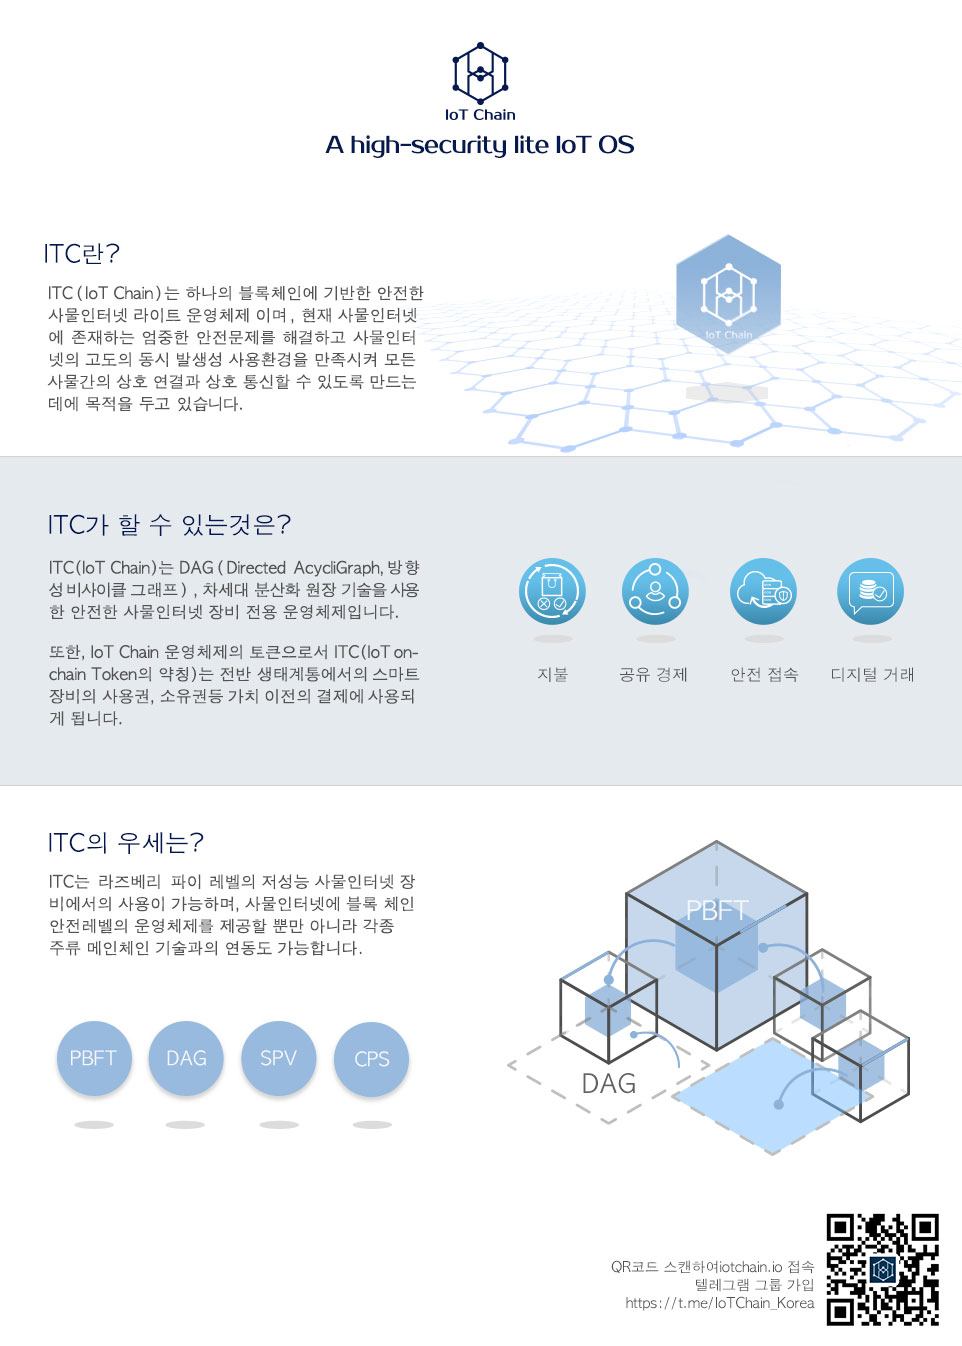 IoT Chain
A high-security lite IoT OS
ITC란?
ITC (IoT Chain)는 하나의 블록체인에 기반한 안전한
사물인터넷 라이트 운영체제 이며, 현재 사물인터넷
에 존재하는 엄중한 안전문제를 해결하고 사물인터
넷의 고도의 동시 발생성 사용환경을 만족시켜 모든
사물간의 상호 연결과 상호 통신할 수 있도록 만드는
데에 목적을 두고 있습니다.
IoT Chain
ITC가 할 수 있는것은?
ITC(IoT Chain)는 DAG (Directed AcycliGraph, 방향
성 비사이클 그래프) , 차세대 분산화 원장 기술을 사용
한 안전한 사물인터넷 장비 전용 운영체제입니다.
또한, IoT Chain 운영체제의 토큰으로서 ITC(IoT on-
chain Token의 약칭)는 전반 생태계통에서의 스마트
장비의 사용권, 소유권등 가치 이전의 결제에 사용되
게 됩니다.
지불
공유 경제
안전 접속
디지털 거래
ITC의 우세는?
ITC는 라즈베리 파이 레벨의 저성능 사물인터넷 장
비에서의 사용이 가능하며, 사물인터넷에 블록 체인
안전레벨의 운영체제를 제공할 뿐만 아니라 각종
주류 메인체인 기술과의 연동도 가능합니다.
PBFT
DAG
SPV
CPS
PBFT
DAG
QR코드 스캔하여iotchain.io 접속
텔레그램 그룹 가입
https://t.me/IoTChain_Korea